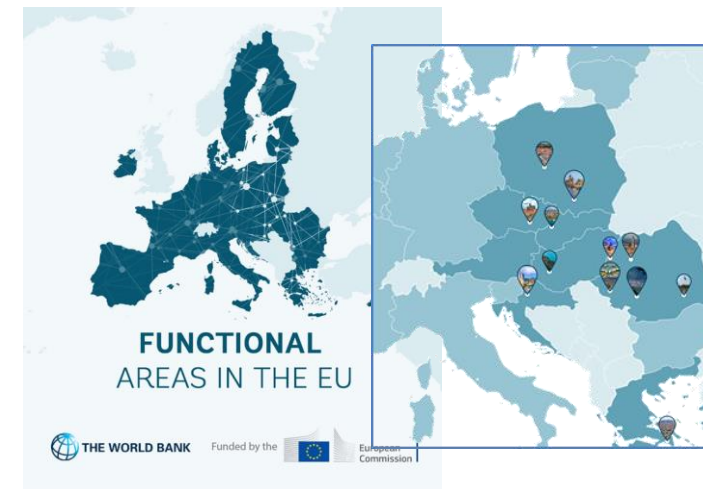 FUNCTIONAL
AREAS IN THE EU
THE WORLD BANK
Funded by the
European
Commission